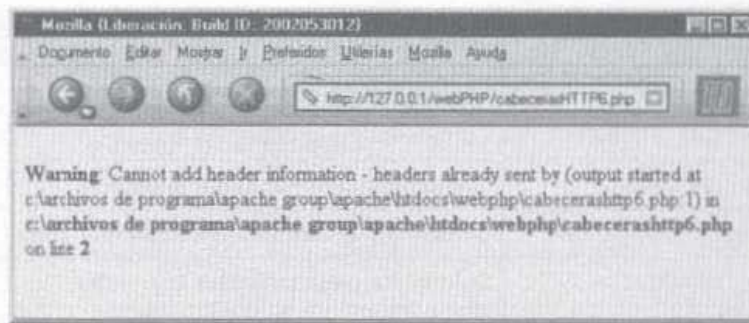 Mozilla {Liberación: Build ID: 2002053012}
Documento Editar Mostrar Ir Preferidos Utilerías Mozilla Ayuda
http://127.0.0.1/webPHP/cabecerasHTTP6.php
Warning: Cannot add header information - headers already sent by (output started at
c:\archivos de programa\apache group\apache\htdocs\webphp\cabecerashttp6.php:1) in
c:\archivos de programa\apache group\apache\htdocs\webphp\cabecerashttp6.php
on line 2